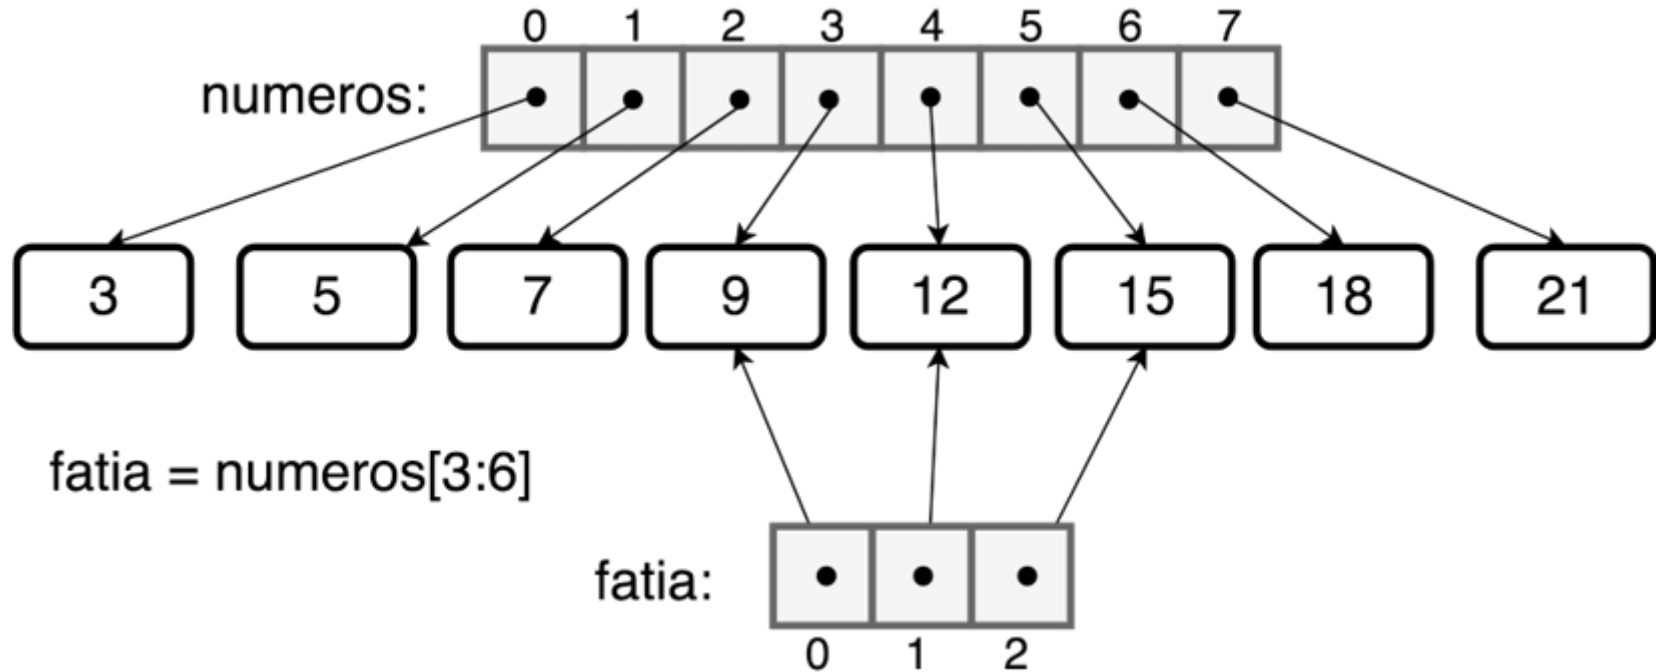 0 1 2 3 4 5 6 7
numeros:
3 5 7 9 12 15 18 21
fatia = numeros[3:6]
fatia:
0 1 2